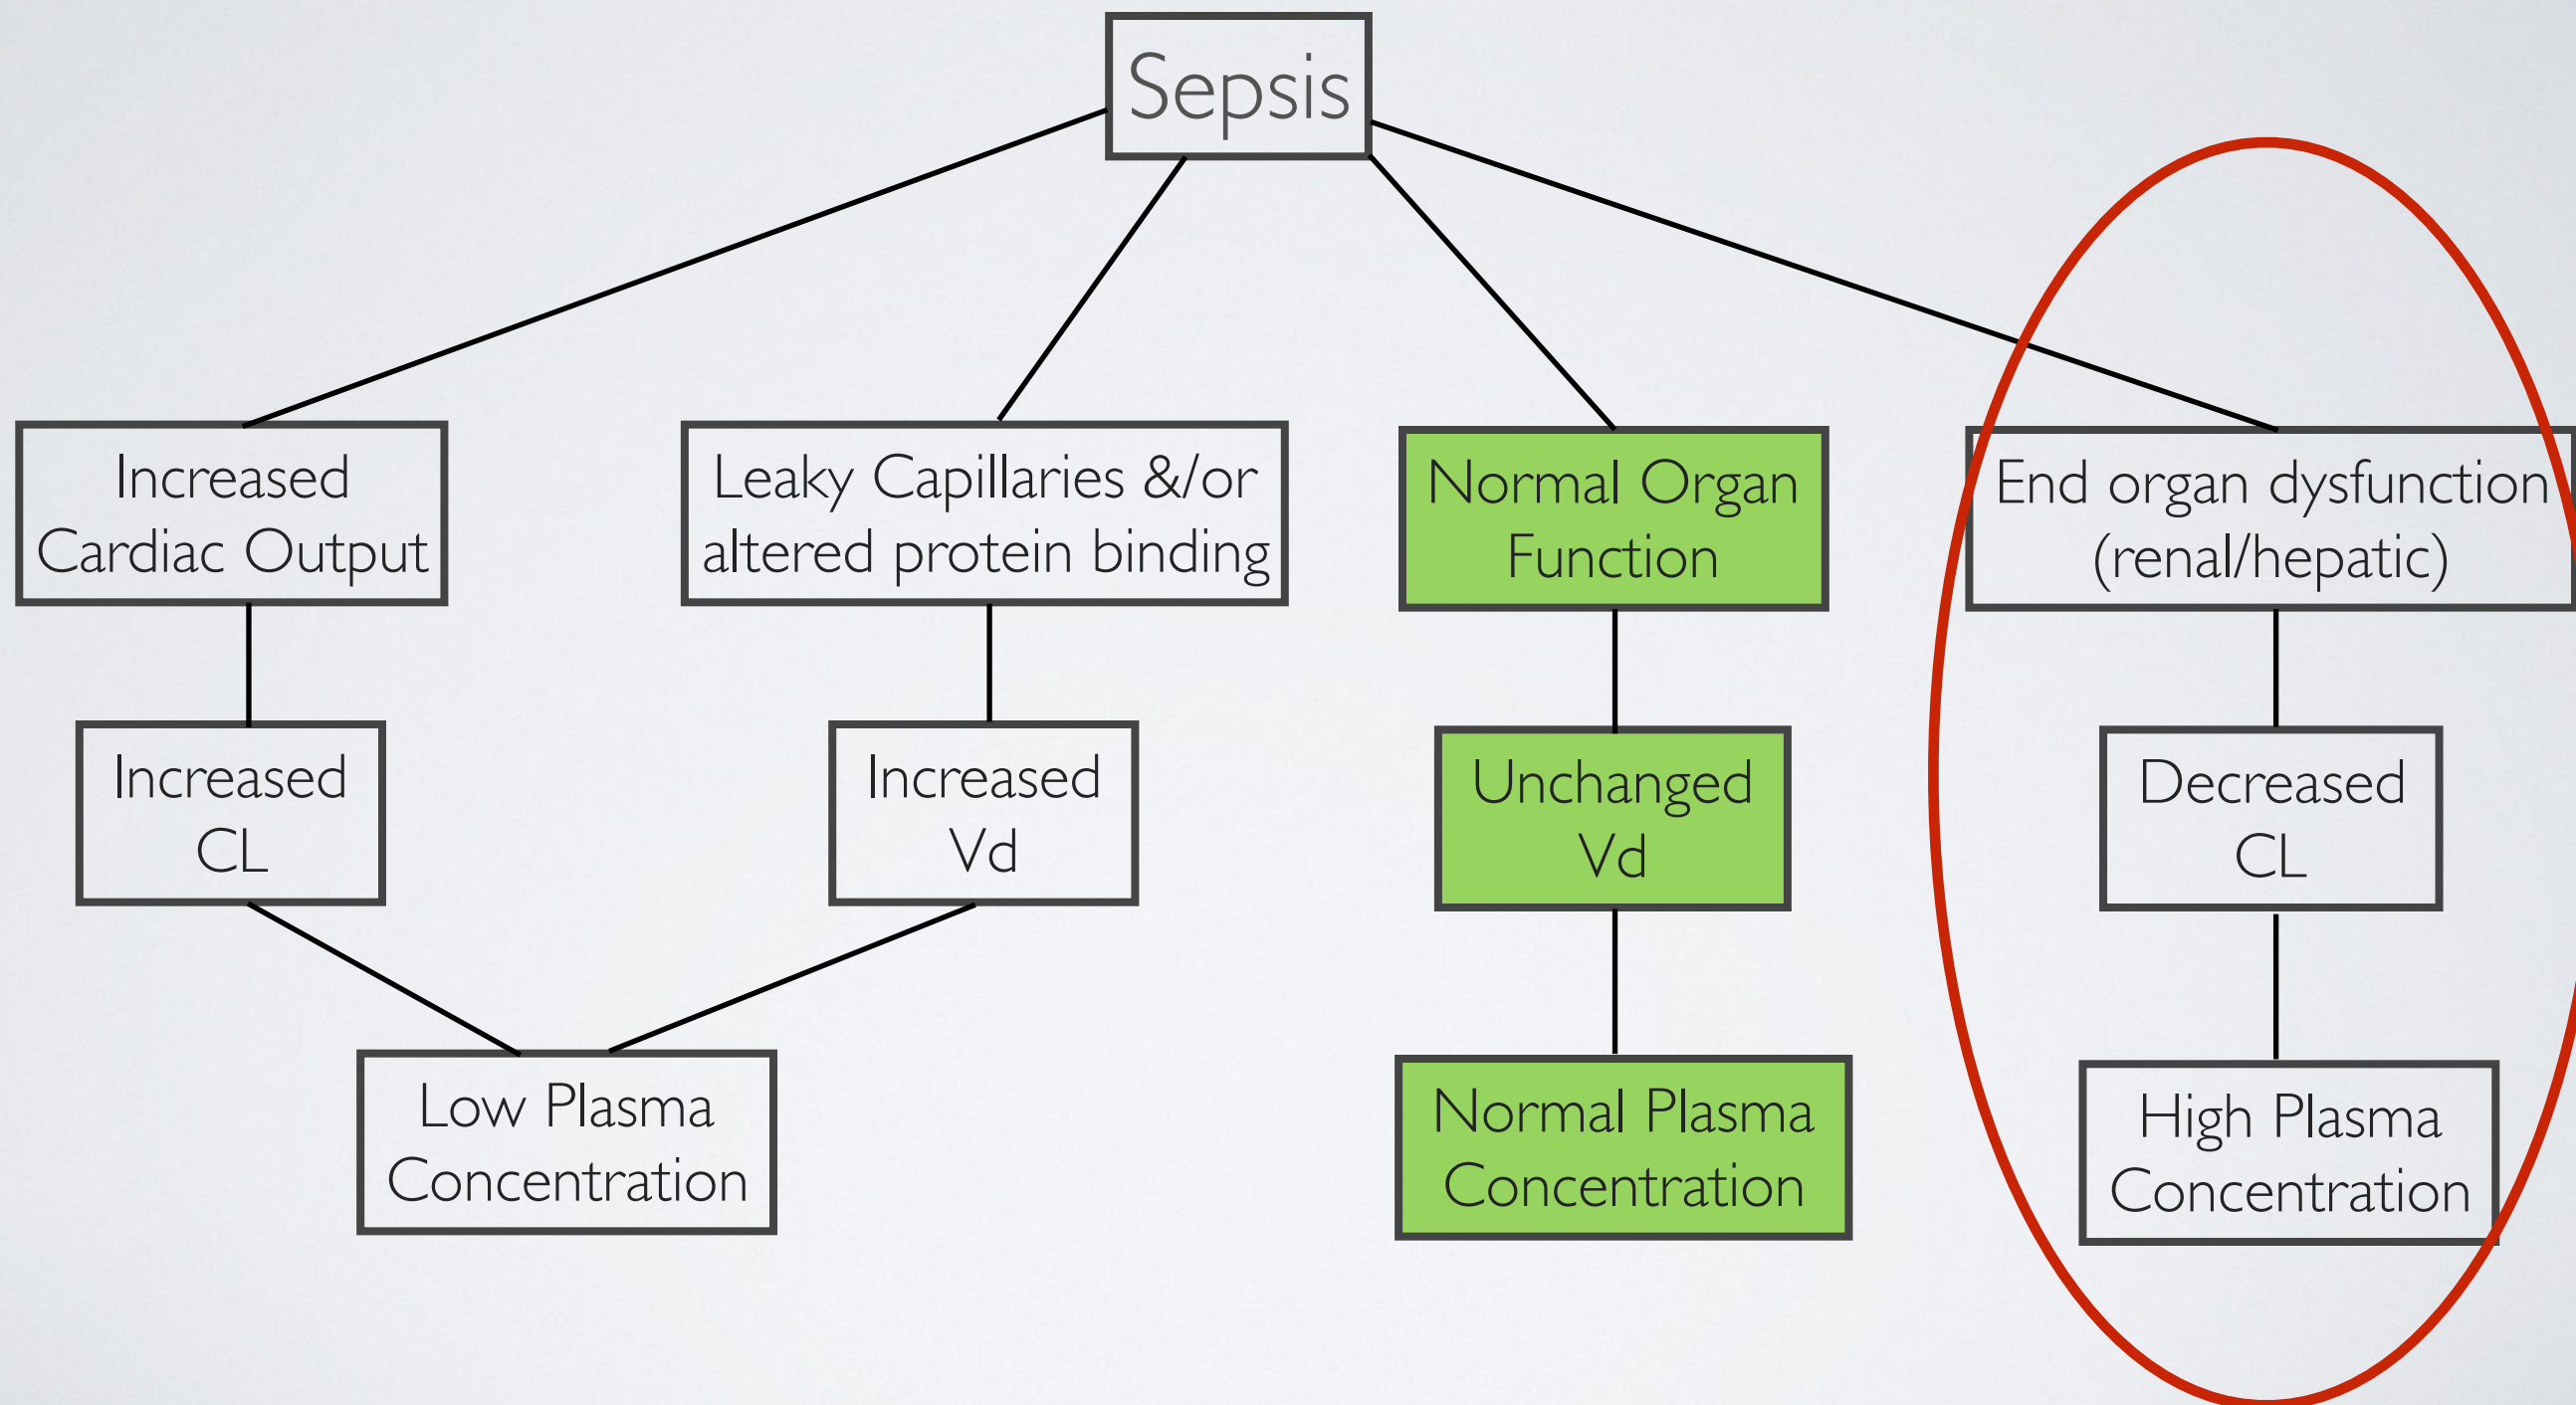 Sepsis
Increased
Cardiac Output
Leaky Capillaries &/or
altered protein binding
Normal Organ
Function
End organ dysfunction
(renal/hepatic)
Increased
CL
Increased
Vd
Unchanged
Vd
Decreased
CL
Low Plasma
Concentration
Normal Plasma
Concentration
High Plasma
Concentration